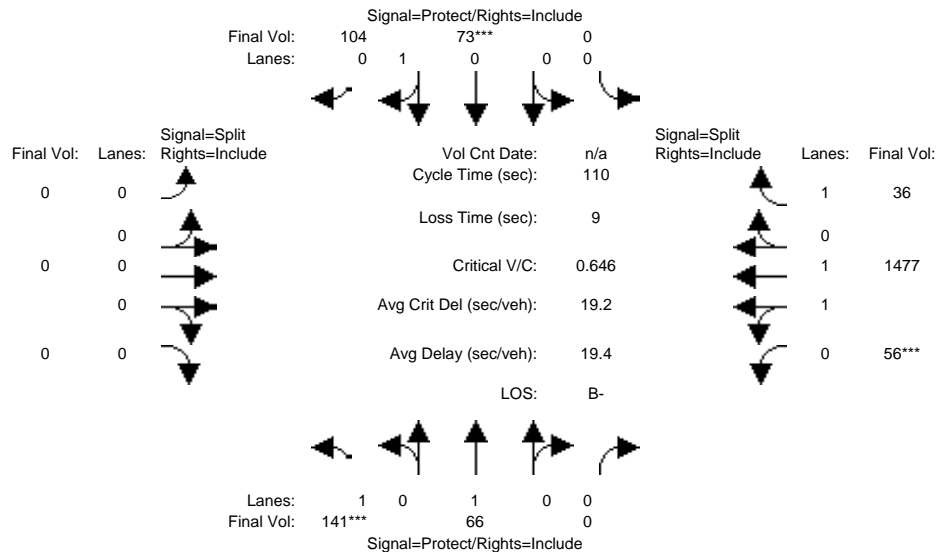 Signal=Protect/Rights=Include
Final Vol: 104 73*** 0
Lanes: 0 1 0 0 0
Signal=Split
Final Vol: Lanes: Rights=Include
Vol Cnt Date: n/a
Signal=Split
Rights=Include Lanes: Final Vol:
Cycle Time (sec): 110
0 0
1 36
Loss Time (sec): 9
0
0
0 0
Critical V/C: 0.646
1 1477
0
Avg Crit Del (sec/veh): 19.2
1
0 0
Avg Delay (sec/veh): 19.4
0 56***
LOS: B-
Lanes: 1 0 1 0 0
Final Vol: 141*** 66 0
Signal=Protect/Rights=Include